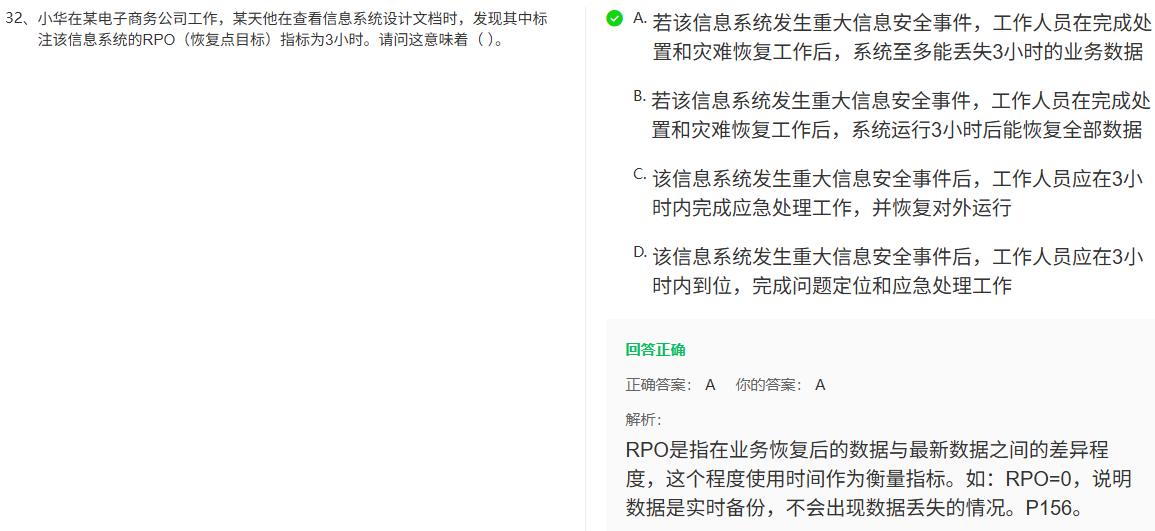 32、小华在某电子商务公司工作，某天他在查看信息系统设计文档时，发现其中标
注该信息系统的RPO（恢复点目标）指标为3小时。请问这意味着（ ）。
A. 若该信息系统发生重大信息安全事件，工作人员在完成处
置和灾难恢复工作后，系统至多能丢失3小时的业务数据
B. 若该信息系统发生重大信息安全事件，工作人员在完成处
置和灾难恢复工作后，系统运行3小时后能恢复全部数据
C. 该信息系统发生重大信息安全事件后，工作人员应在3小
时内完成应急处理工作，并恢复对外运行
D. 该信息系统发生重大信息安全事件后，工作人员应在3小
时内到位，完成问题定位和应急处理工作
回答正确
正确答案： A 你的答案： A
解析：
RPO是指在业务恢复后的数据与最新数据之间的差异程
度，这个程度使用时间作为衡量指标。如：RPO=0，说明
数据是实时备份，不会出现数据丢失的情况。P156。